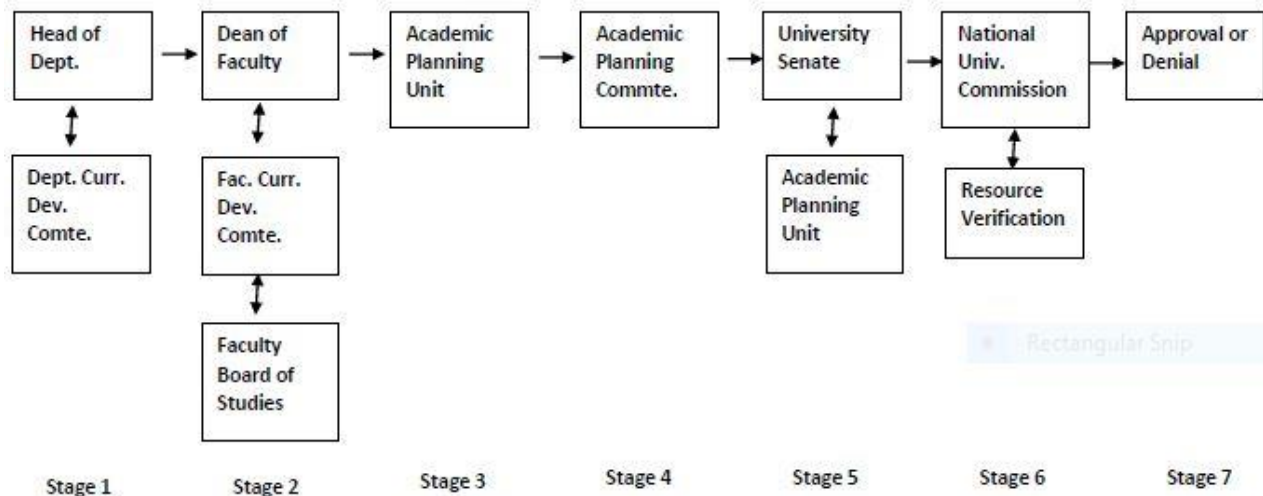 Head of
Dept.
Dean of
Faculty
Academic
Planning
Unit
Academic
Planning
Commte.
University
Senate
National
Univ.
Commission
Approval or
Denial
Dept. Curr.
Dev.
Comte.
Fac. Curr.
Dev.
Comte.
Academic
Planning
Unit
Resource
Verification
Faculty
Board of
Studies
Rectangular Snip
Stage 1
Stage 2
Stage 3
Stage 4
Stage 5
Stage 6
Stage 7